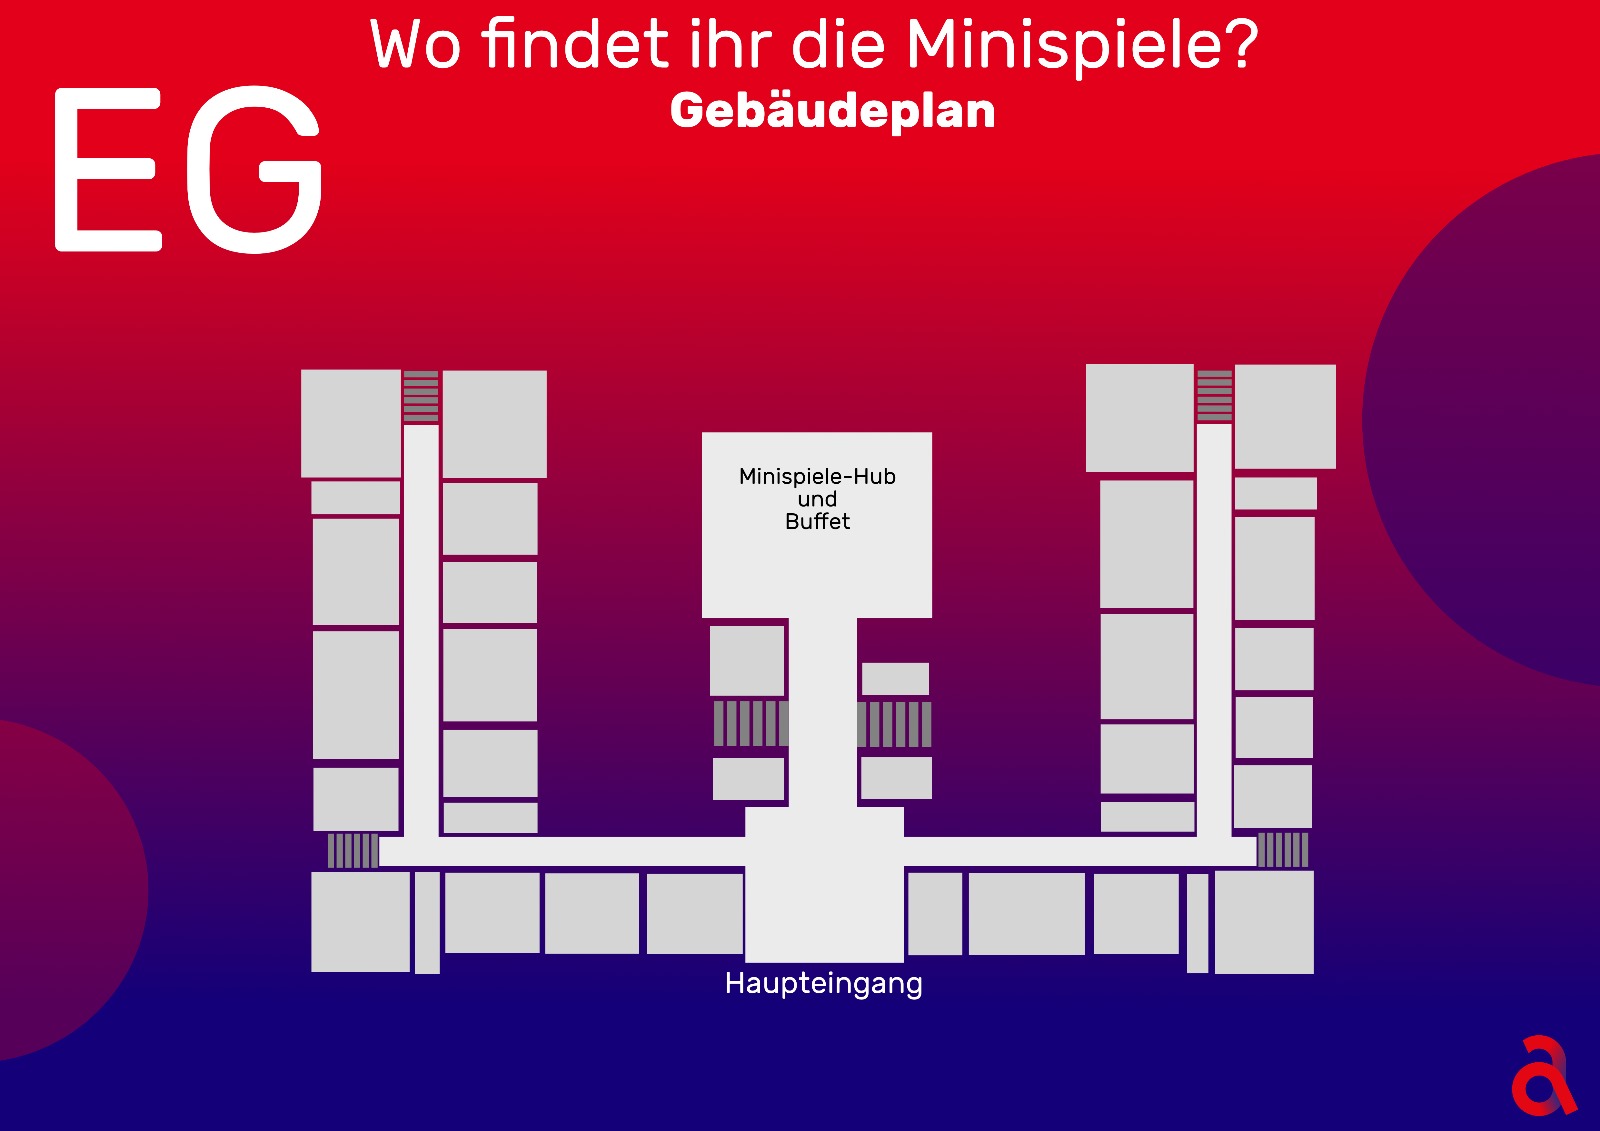 Wo findet ihr die Minispiele?
Gebäudeplan
EG
Minispiele-Hub
und
Buffet
Haupteingang